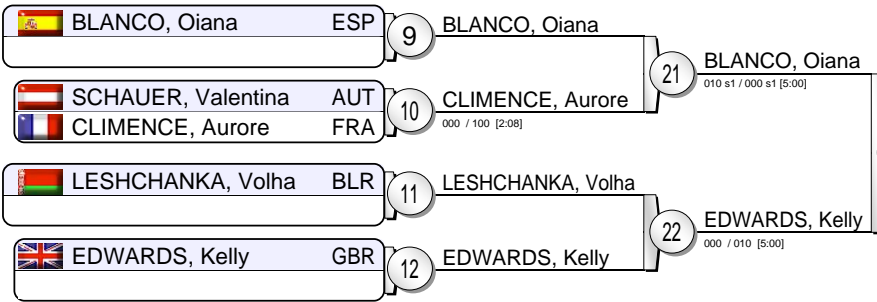 BLANCO, Oiana ESP
9
BLANCO, Oiana
21
BLANCO, Oiana
010 s1 / 000 s1 [5:00]
SCHAUER, Valentina AUT
CLIMENCE, Aurore FRA
10
CLIMENCE, Aurore
000 / 100 [2:08]
LESHCHANKA, Volha BLR
11
LESHCHANKA, Volha
22
EDWARDS, Kelly
000 / 010 [5:00]
EDWARDS, Kelly GBR
12
EDWARDS, Kelly